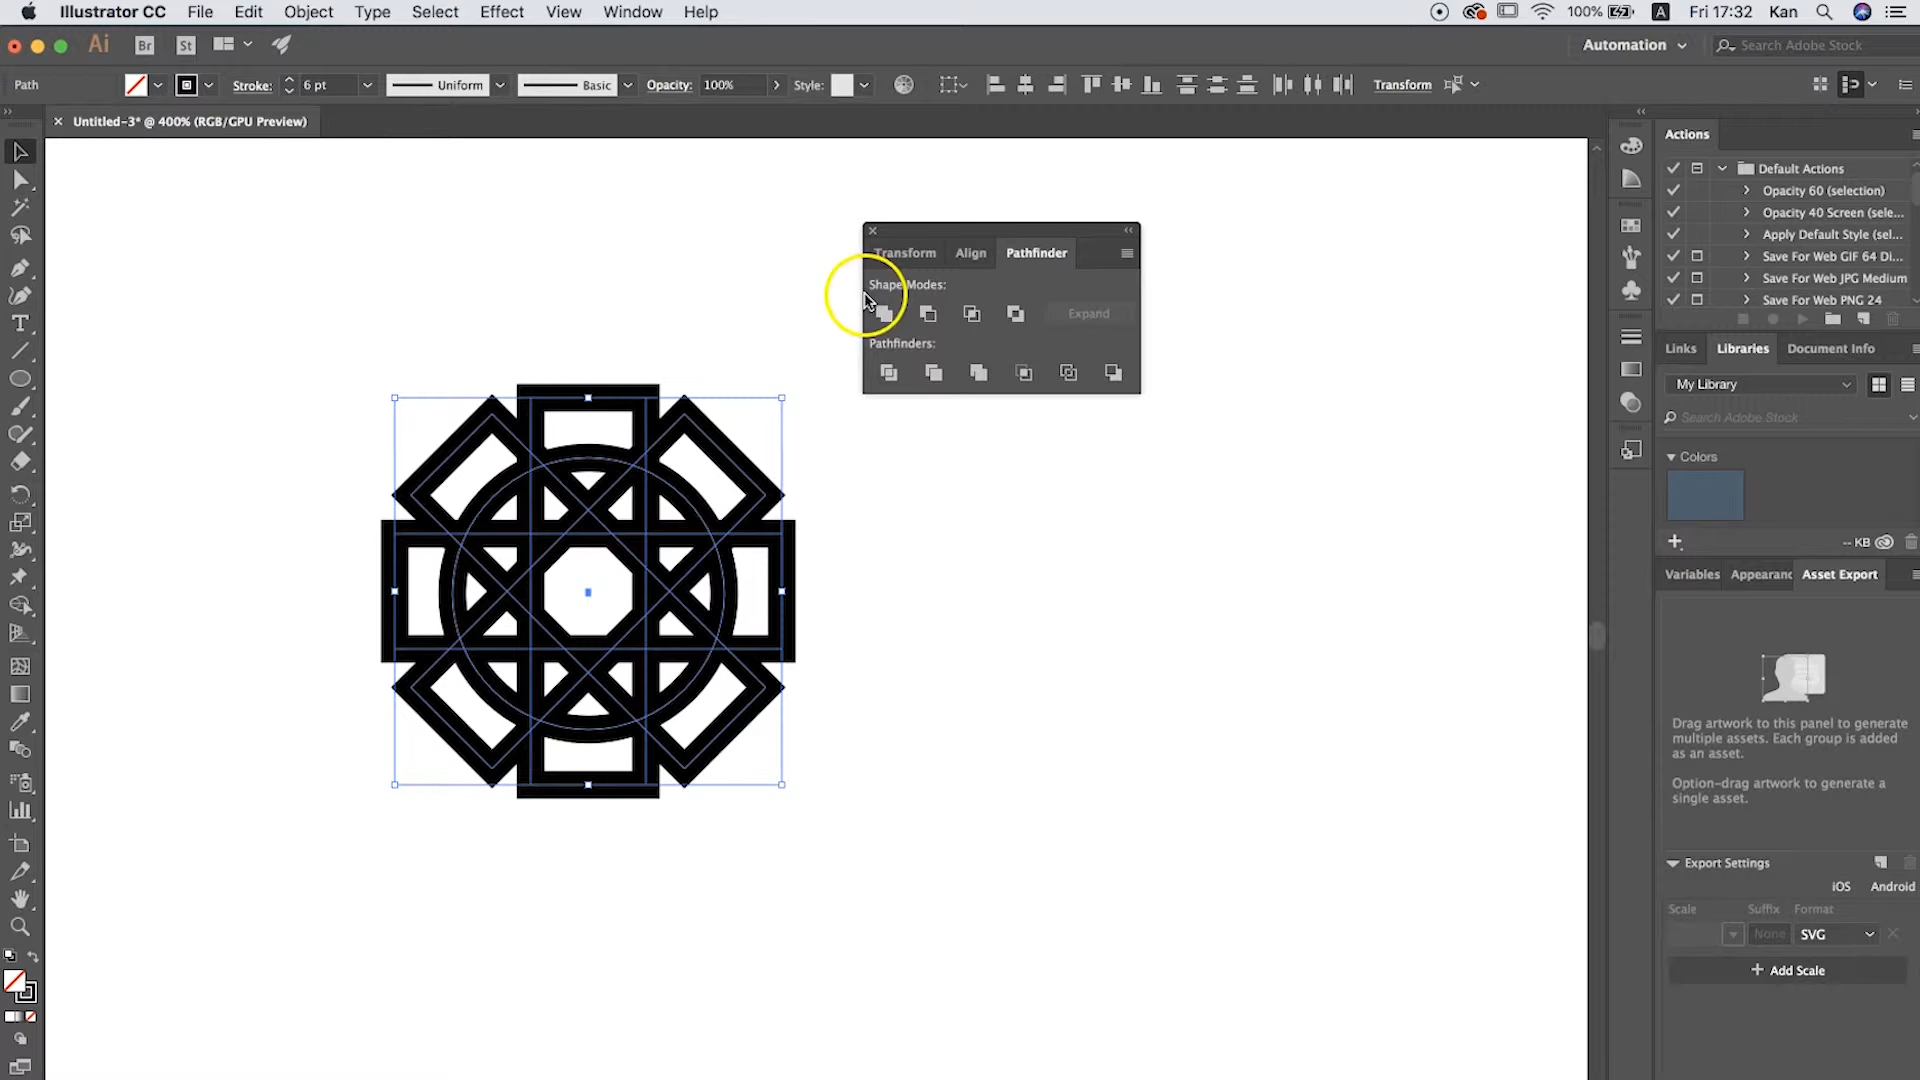 Illustrator CC File Edit Object Type Select Effect View Window Help 100% A Fri 17:32 Kan
Ai Br St Automation Search Adobe Stock
Path Stroke: 6 pt Uniform Basic Opacity: 100% Style: Transform
Untitled-3* @ 400% (RGB/GPU Preview)
Actions
Default Actions
Opacity 60 (selection)
Opacity 40 Screen (sele...
Apply Default Style (sel...
Save For Web GIF 64 Di...
Save For Web JPG Medium
Save For Web PNG 24
Transform Align Pathfinder
Shape Modes:
Expand
Pathfinders:
Links Libraries Document Info
My Library
Search Adobe Stock
Colors
-- KB
Variables Appearanc Asset Export
Drag artwork to this panel to generate
multiple assets. Each group is added
as an asset.
Option-drag artwork to generate a
single asset.
Export Settings
iOS Android
Scale Suffix Format
None SVG
+ Add Scale